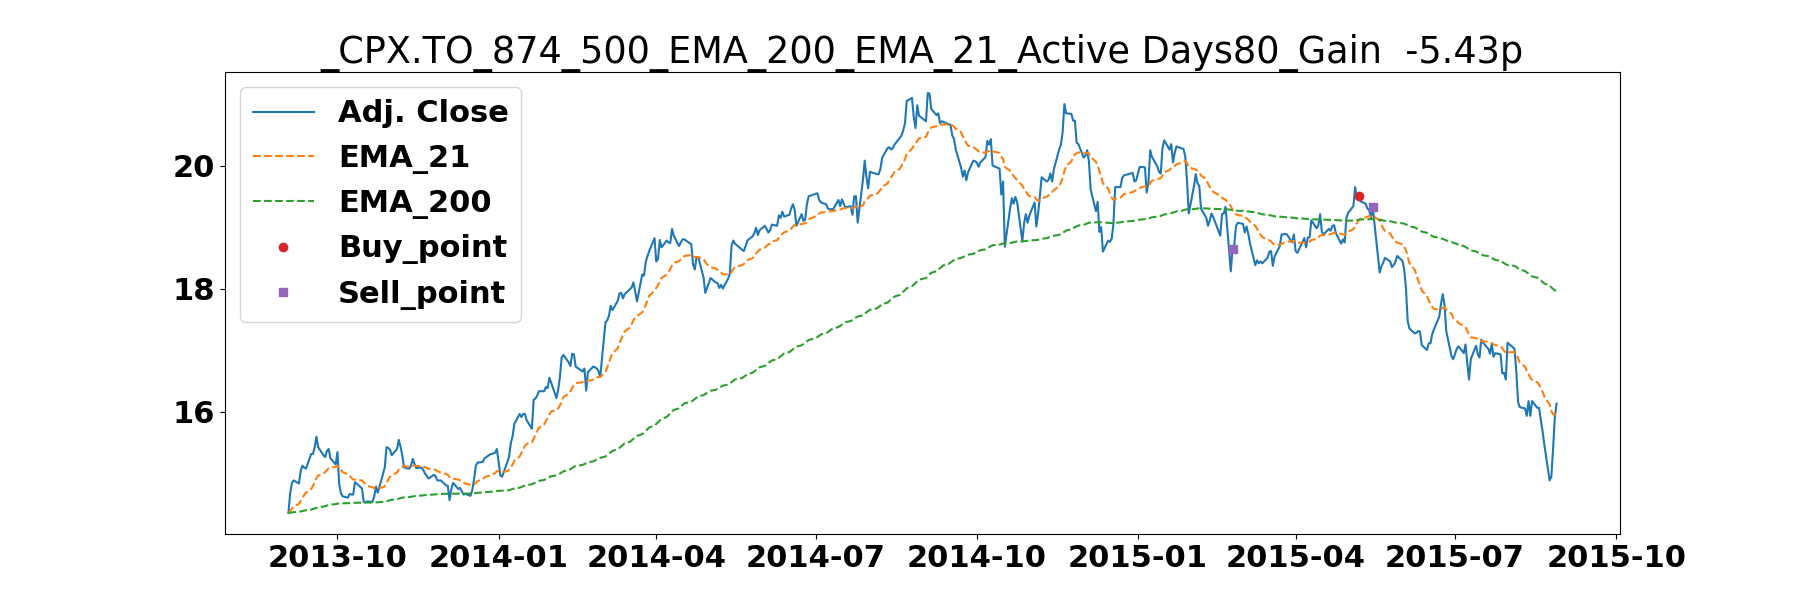 _CPX.TO_874_500_EMA_200_EMA_21_Active Days80_Gain  -5.43p
Adj. Close
EMA_21
EMA_200
Buy_point
Sell_point
20
18
16
2013-10 2014-01 2014-04 2014-07 2014-10 2015-01 2015-04 2015-07 2015-10